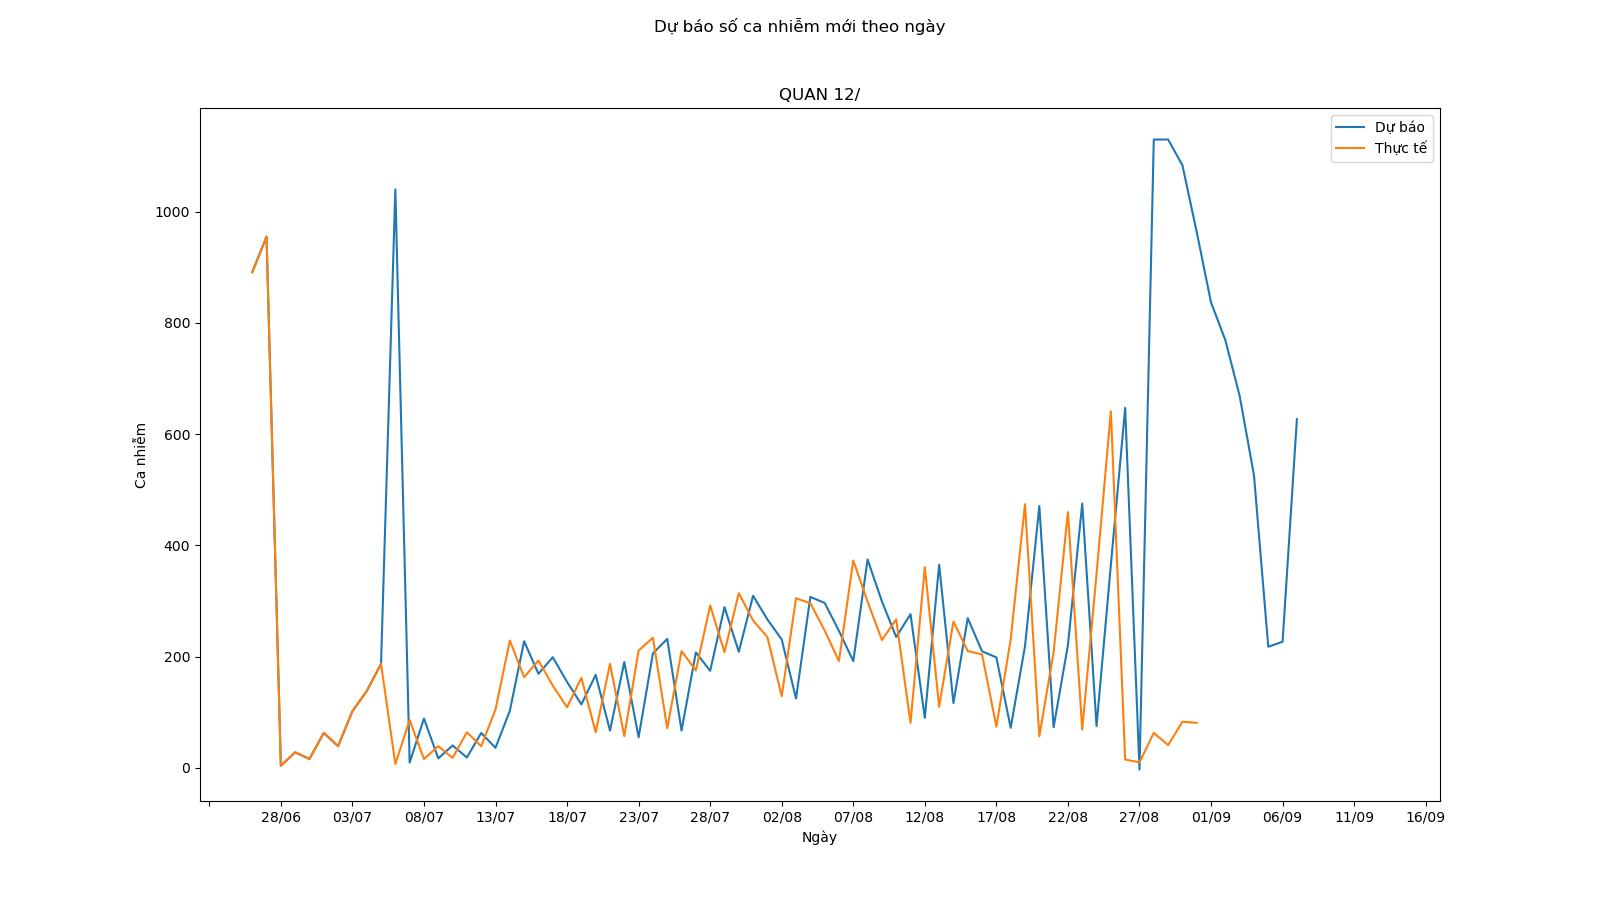 Dự báo số ca nhiễm mới theo ngày
QUAN 12/
Dự báo
Thực tế
1000
800
600
400
200
0
Ca nhiễm
28/06 03/07 08/07 13/07 18/07 23/07 28/07 02/08 07/08 12/08 17/08 22/08 27/08 01/09 06/09 11/09 16/09
Ngày